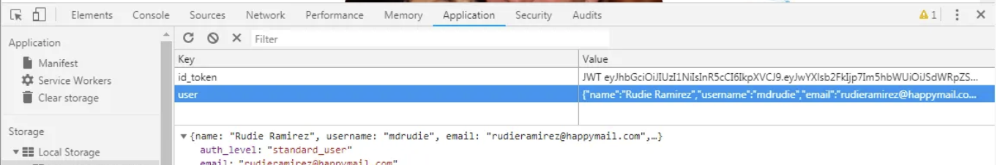 Elements Console Sources Network Performance Memory Application Security Audits 1
Application
Filter
Manifest
Key Value
Service Workers
id_token JWT eyJhbGciOiJIUzI1NiIsInR5cCI6IkpXVCJ9.eyJwYXlsb2FkIjp7Im5hbWUiOiJSdWRpZS...
Clear storage
user {"name":"Rudie Ramirez","username":"mdrudie","email":"rudieramirez@happymail.co...
Storage
{name: "Rudie Ramirez", username: "mdrudie", email: "rudieramirez@happymail.com",…}
Local Storage
auth_level: "standard_user"
email: "rudieramirez@happymail.com"